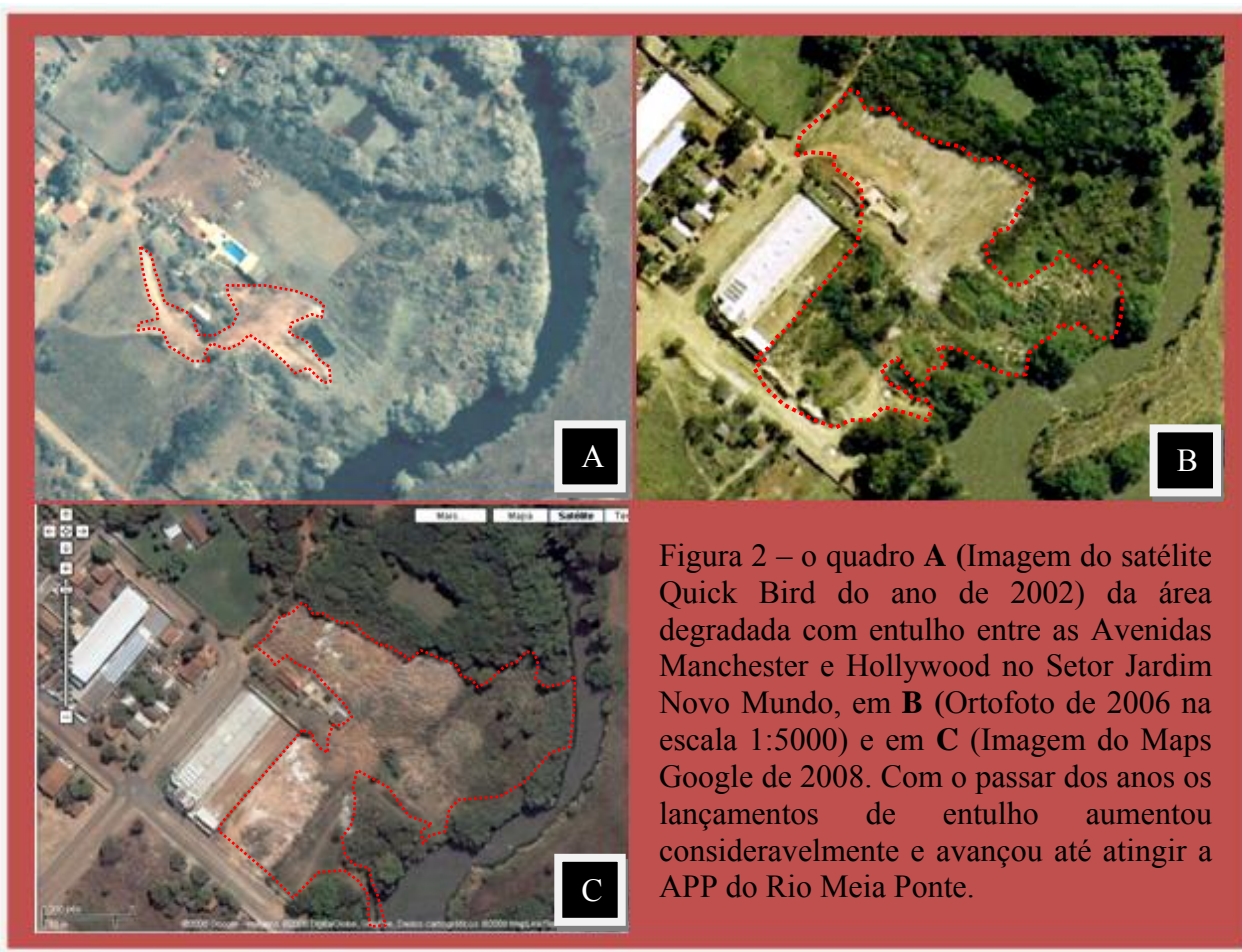 A
B
Mapa
Satélite
Te
C
Figura 2 – o quadro A (Imagem do satélite
Quick Bird do ano de 2002) da área
degradada com entulho entre as Avenidas
Manchester e Hollywood no Setor Jardim
Novo Mundo, em B (Ortofoto de 2006 na
escala 1:5000) e em C (Imagem do Maps
Google de 2008. Com o passar dos anos os
lançamentos de entulho aumentou
consideravelmente e avançou até atingir a
APP do Rio Meia Ponte.